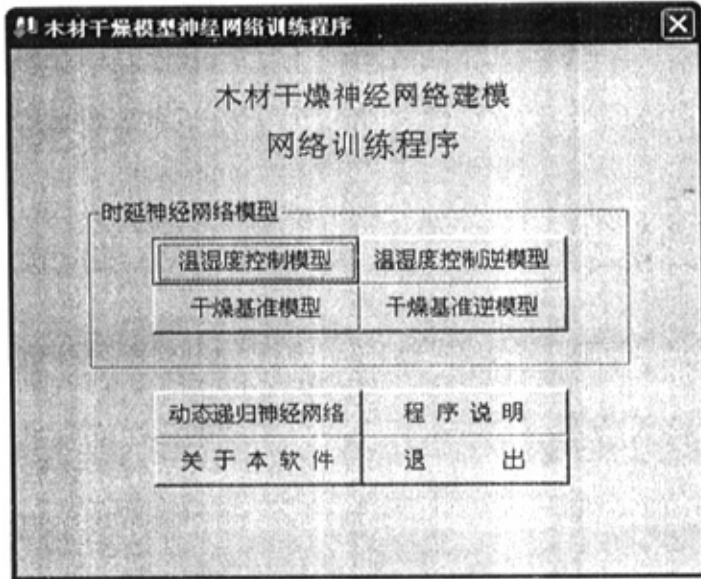 木材干燥模型神经网络训练程序
木材干燥神经网络建模
网络训练程序
时延神经网络模型
温湿度控制模型 温湿度控制逆模型
干燥基准模型 干燥基准逆模型
动态递归神经网络 程序说明
关于本软件 退出